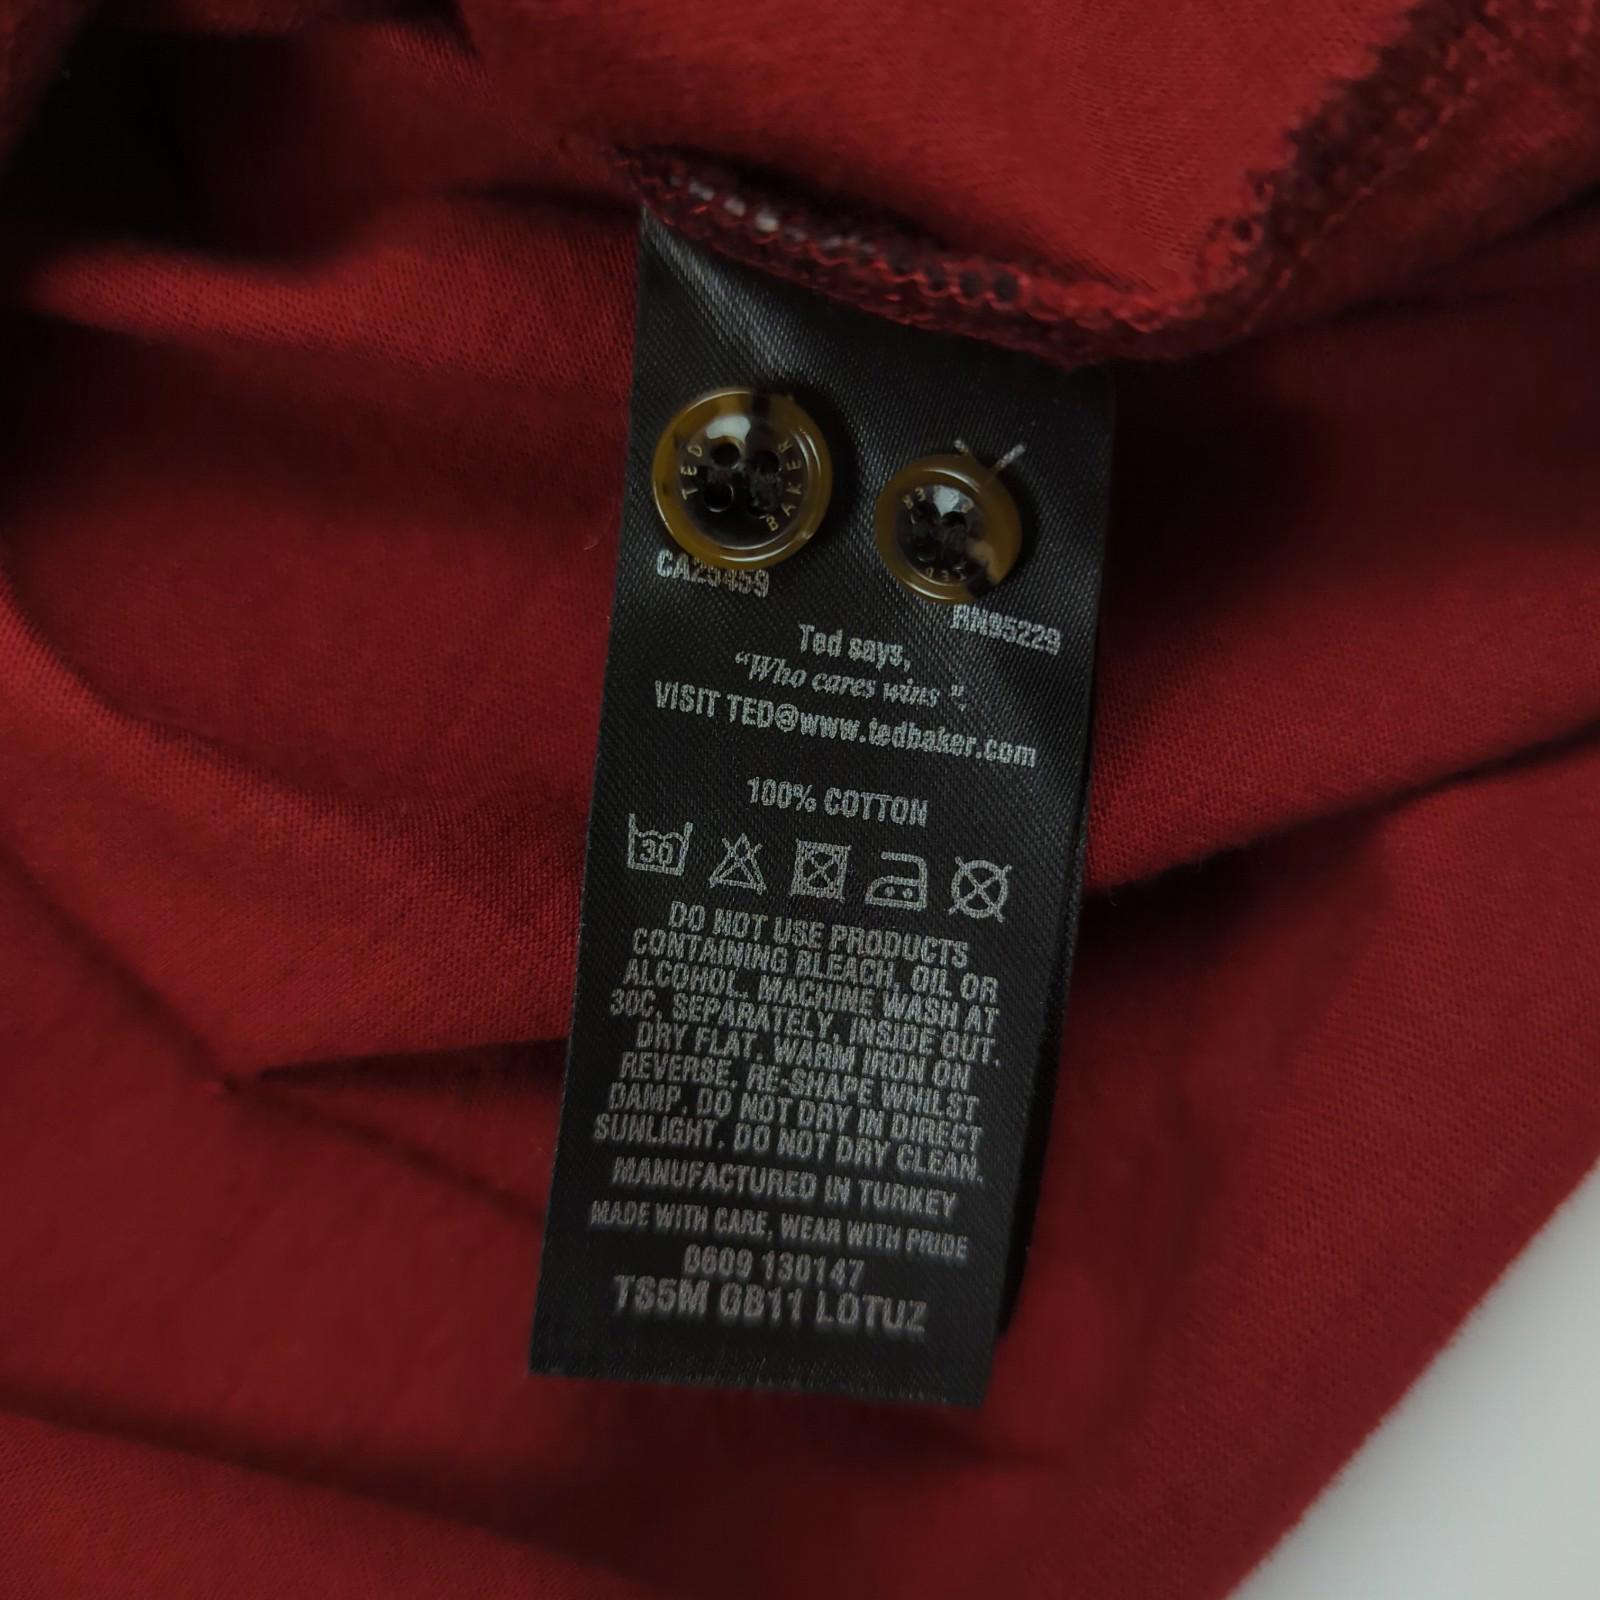 TED BAKER
CA29459
RN95229
Ted says,
“Who cares wins”,
VISIT TED@www.tedbaker.com
100% COTTON
30
DO NOT USE PRODUCTS
CONTAINING BLEACH, OIL OR
ALCOHOL. MACHINE WASH AT
30C, SEPARATELY, INSIDE OUT.
DRY FLAT. WARM IRON ON
REVERSE. RE-SHAPE WHILST
DAMP. DO NOT DRY IN DIRECT
SUNLIGHT. DO NOT DRY CLEAN.
MANUFACTURED IN TURKEY
MADE WITH CARE, WEAR WITH PRIDE
0609 130147
TS5M GB11 LOTUZ